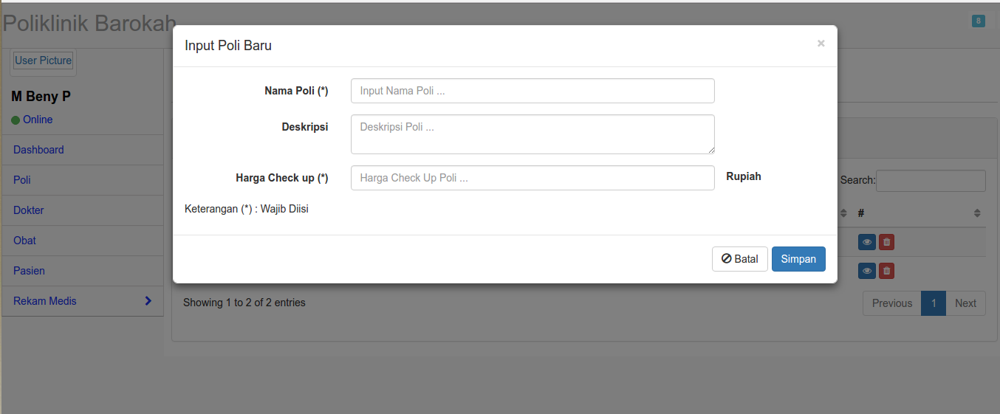 Poliklinik Barokah
8
User Picture
M Beny P
Online
Dashboard
Poli
Dokter
Obat
Pasien
Rekam Medis
Input Poli Baru
×
Nama Poli (*)
Input Nama Poli ...
Deskripsi
Deskripsi Poli ...
Harga Check up (*)
Harga Check Up Poli ...
Rupiah
Keterangan (*) : Wajib Diisi
Batal
Simpan
Search:
#
Showing 1 to 2 of 2 entries
Previous 1 Next